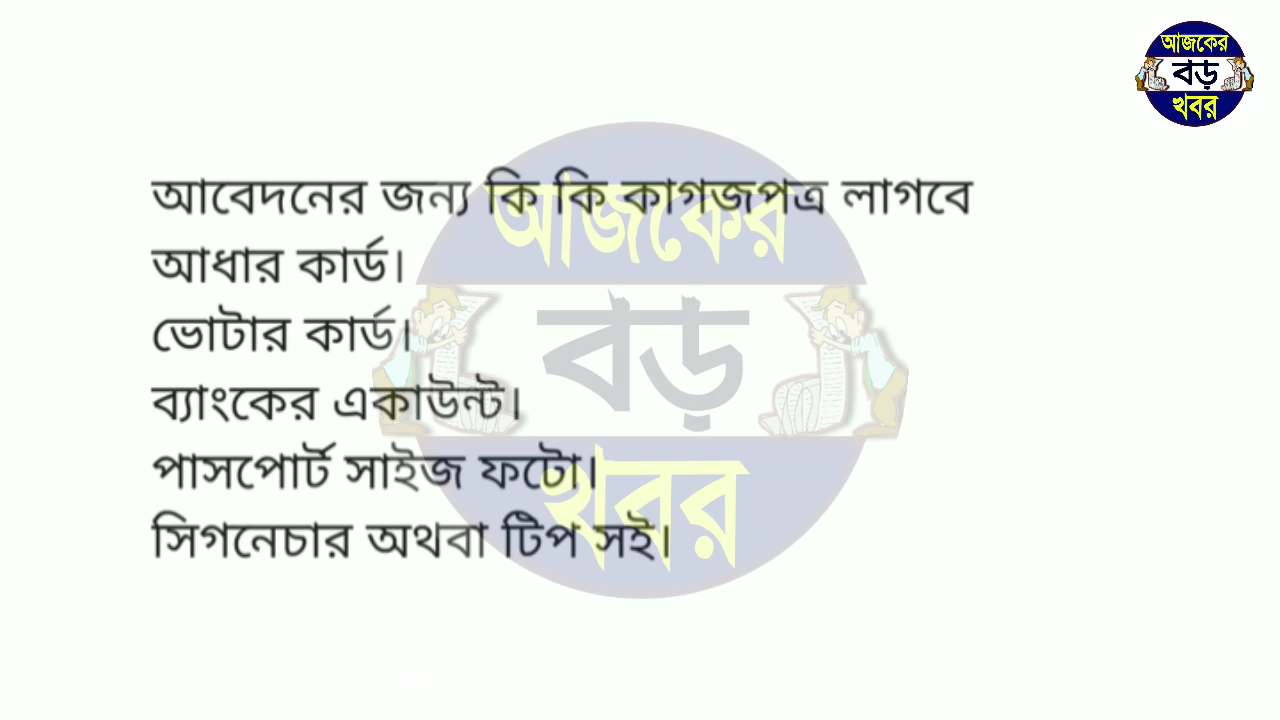 আজকের
বড়
খবর
আবেদনের জন্য কি কি কাগজপত্র লাগবে
আধার কার্ড।
ভোটার কার্ড।
ব্যাংকের একাউন্ট।
পাসপোর্ট সাইজ ফটো।
সিগনেচার অথবা টিপ সই।
আজকের
বড়
খবর